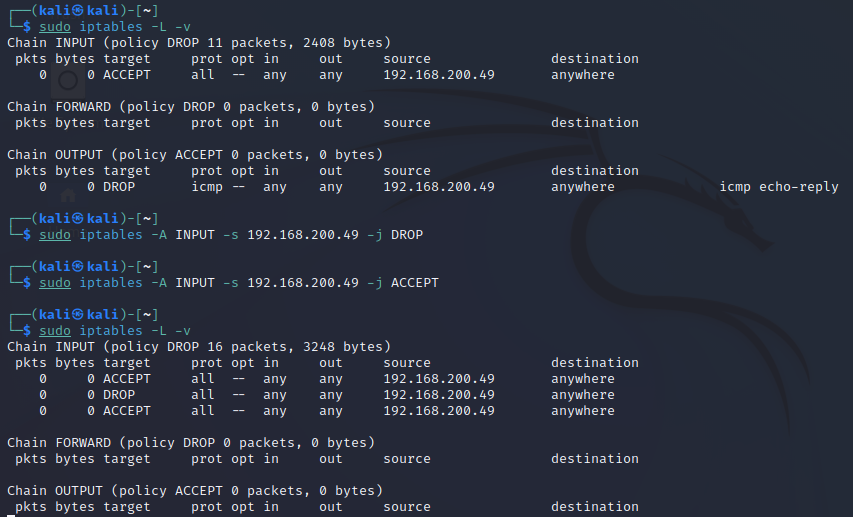 ┌──(kali㉿kali)-[~]
└─$ sudo iptables -L -v
Chain INPUT (policy DROP 11 packets, 2408 bytes)
 pkts bytes target     prot opt in     out     source               destination
    0     0 ACCEPT     all  --  any    any     192.168.200.49       anywhere

Chain FORWARD (policy DROP 0 packets, 0 bytes)
 pkts bytes target     prot opt in     out     source               destination

Chain OUTPUT (policy ACCEPT 0 packets, 0 bytes)
 pkts bytes target     prot opt in     out     source               destination
    0     0 DROP       icmp --  any    any     192.168.200.49       anywhere             icmp echo-reply

┌──(kali㉿kali)-[~]
└─$ sudo iptables -A INPUT -s 192.168.200.49 -j DROP

┌──(kali㉿kali)-[~]
└─$ sudo iptables -A INPUT -s 192.168.200.49 -j ACCEPT

┌──(kali㉿kali)-[~]
└─$ sudo iptables -L -v
Chain INPUT (policy DROP 16 packets, 3248 bytes)
 pkts bytes target     prot opt in     out     source               destination
    0     0 ACCEPT     all  --  any    any     192.168.200.49       anywhere
    0     0 DROP       all  --  any    any     192.168.200.49       anywhere
    0     0 ACCEPT     all  --  any    any     192.168.200.49       anywhere

Chain FORWARD (policy DROP 0 packets, 0 bytes)
 pkts bytes target     prot opt in     out     source               destination

Chain OUTPUT (policy ACCEPT 0 packets, 0 bytes)
 pkts bytes target     prot opt in     out     source               destination